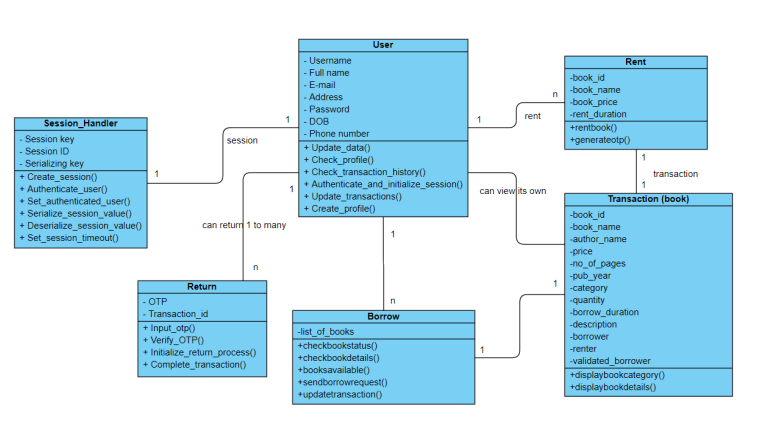 User
- Username
- Full name
- E-mail
- Address
- Password
- DOB
- Phone number
+ Update_data()
+ Check_profile()
+ Check_transaction_history()
+ Authenticate_and_initialize_session()
+ Update_transactions()
+ Create_profile()
Rent
-book_id
-book_name
-book_price
-rent_duration
+rentbook()
+generateotp()
1
rent
n
Session_Handler
- Session key
- Session ID
- Serializing key
+ Create_session()
+ Authenticate_user()
+ Set_authenticated_user()
+ Serialize_session_value()
+ Deserialize_session_value()
+ Set_session_timeout()
1
session
1
1
transaction
1
can view its own
Transaction (book)
-book_id
-book_name
-author_name
-price
-no_of_pages
-pub_year
-category
-quantity
-borrow_duration
-description
-borrower
-renter
-validated_borrower
+displaybookcategory()
+displaybookdetails()
1
can return 1 to many
n
1
n
Return
- OTP
- Transaction_id
+ Input_otp()
+ Verify_OTP()
+ Initialize_return_process()
+ Complete_transaction()
Borrow
-list_of_books
+checkbookstatus()
+checkbookdetails()
+booksavailable()
+sendborrowrequest()
+updatetransaction()
1
1